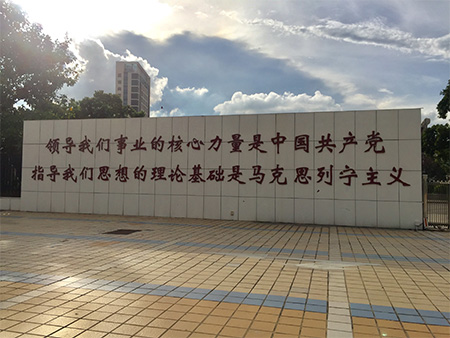 领导我们事业的核心力量是中国共产党
指导我们思想的理论基础是马克思列宁主义